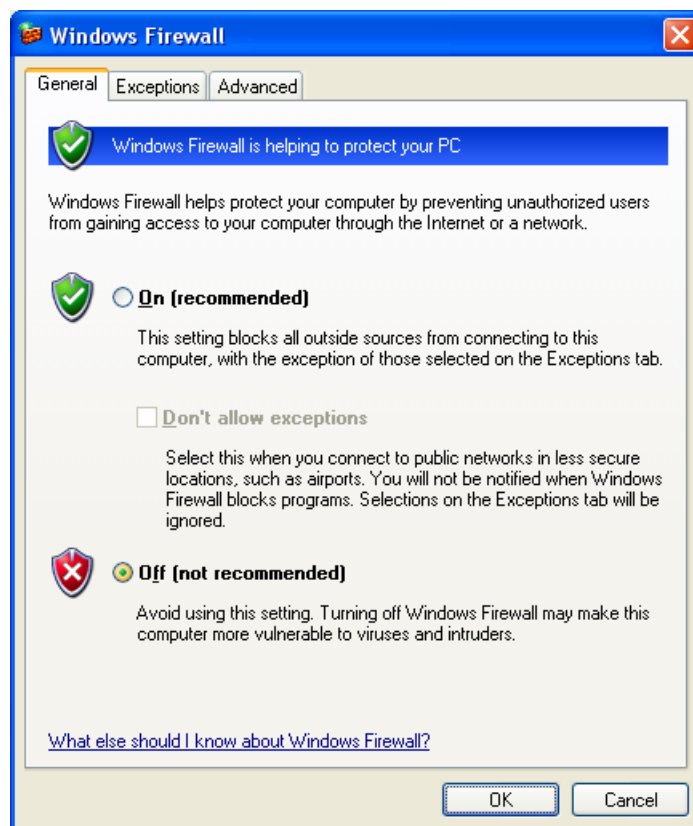 Windows Firewall
General
Exceptions
Advanced
Windows Firewall is helping to protect your PC
Windows Firewall helps protect your computer by preventing unauthorized users
from gaining access to your computer through the Internet or a network.
On (recommended)
This setting blocks all outside sources from connecting to this
computer, with the exception of those selected on the Exceptions tab.
Don't allow exceptions
Select this when you connect to public networks in less secure
locations, such as airports. You will not be notified when Windows
Firewall blocks programs. Selections on the Exceptions tab will be
ignored.
Off (not recommended)
Avoid using this setting. Turning off Windows Firewall may make this
computer more vulnerable to viruses and intruders.
What else should I know about Windows Firewall?
OK
Cancel